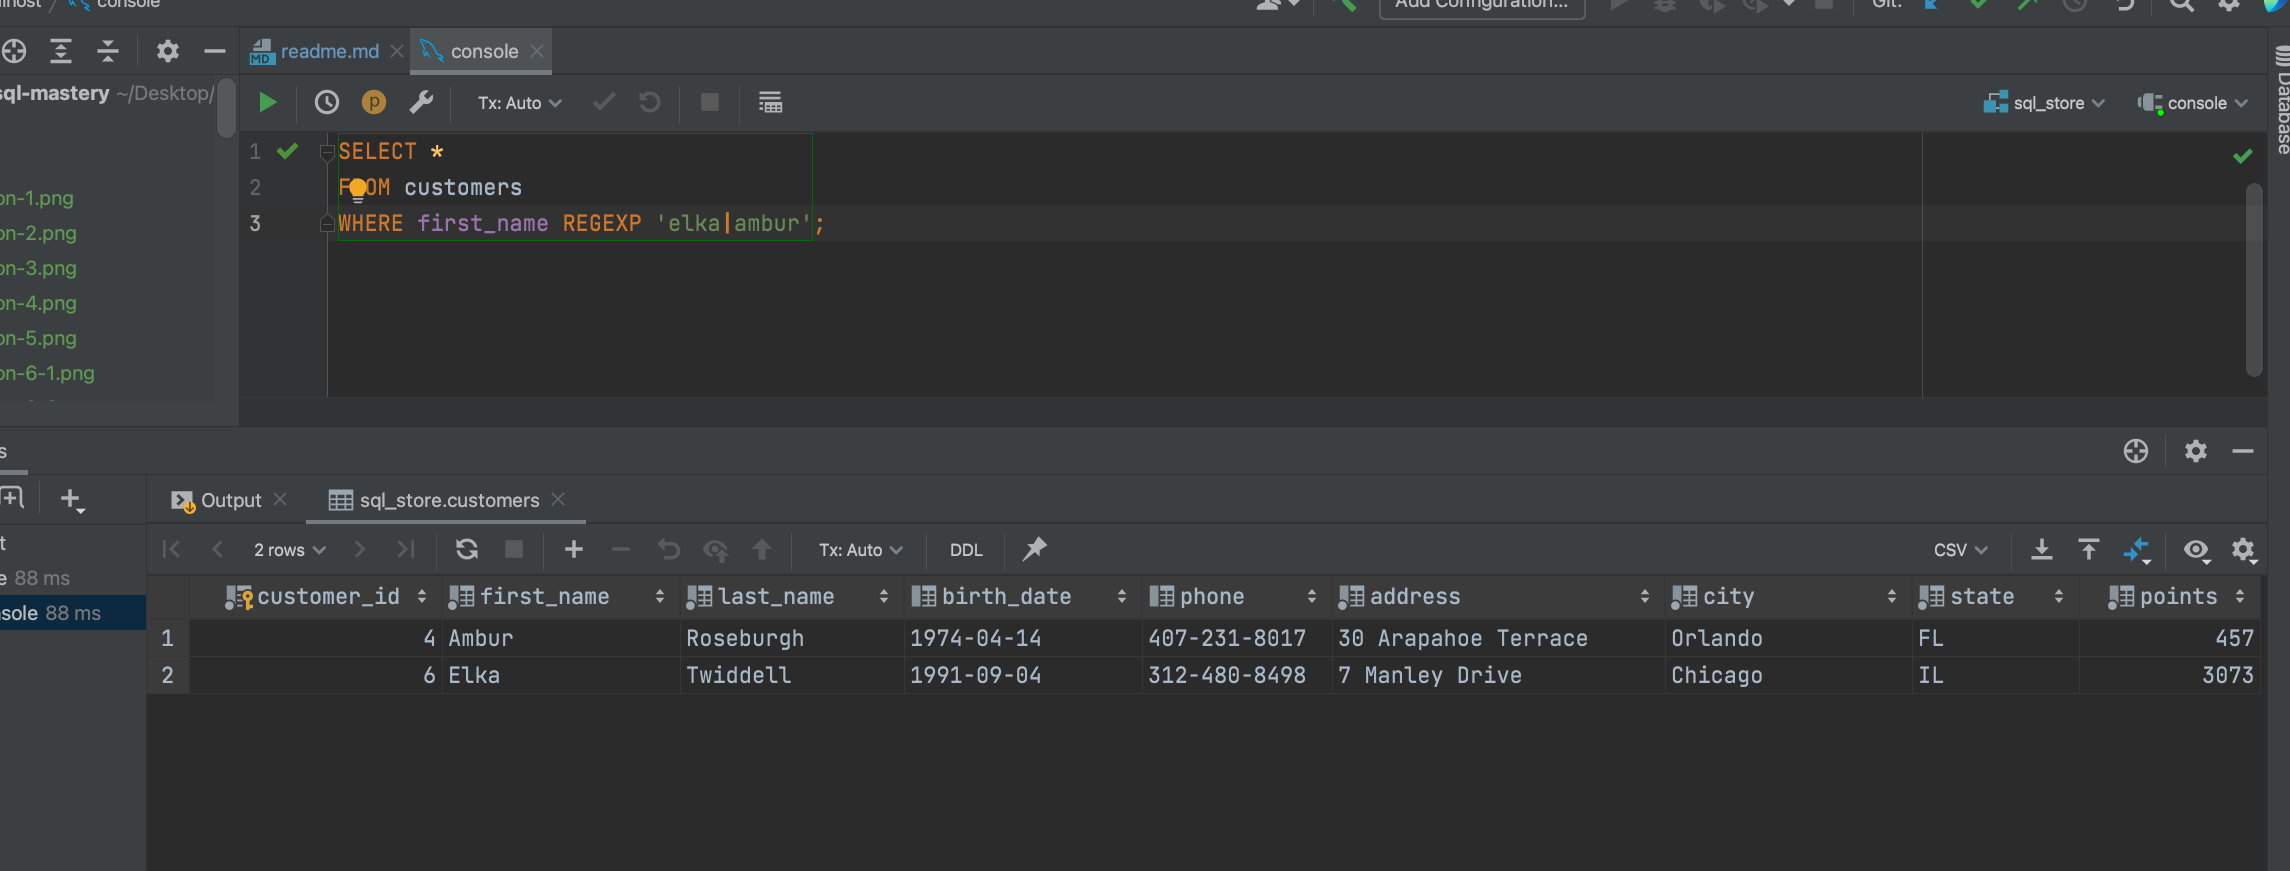 console
Add Configuration...
Git:
readme.md
console
sql-mastery ~/Desktop/
Tx: Auto
sql_store
console
Database
1 SELECT *
2 FROM customers
3 WHERE first_name REGEXP 'elka|ambur';
on-1.png
on-2.png
on-3.png
on-4.png
on-5.png
on-6-1.png
Output
sql_store.customers
2 rows
Tx: Auto
DDL
CSV
88 ms
nsole 88 ms
customer_id first_name last_name birth_date phone address city state points
1 4 Ambur Roseburgh 1974-04-14 407-231-8017 30 Arapahoe Terrace Orlando FL 457
2 6 Elka Twiddell 1991-09-04 312-480-8498 7 Manley Drive Chicago IL 3073